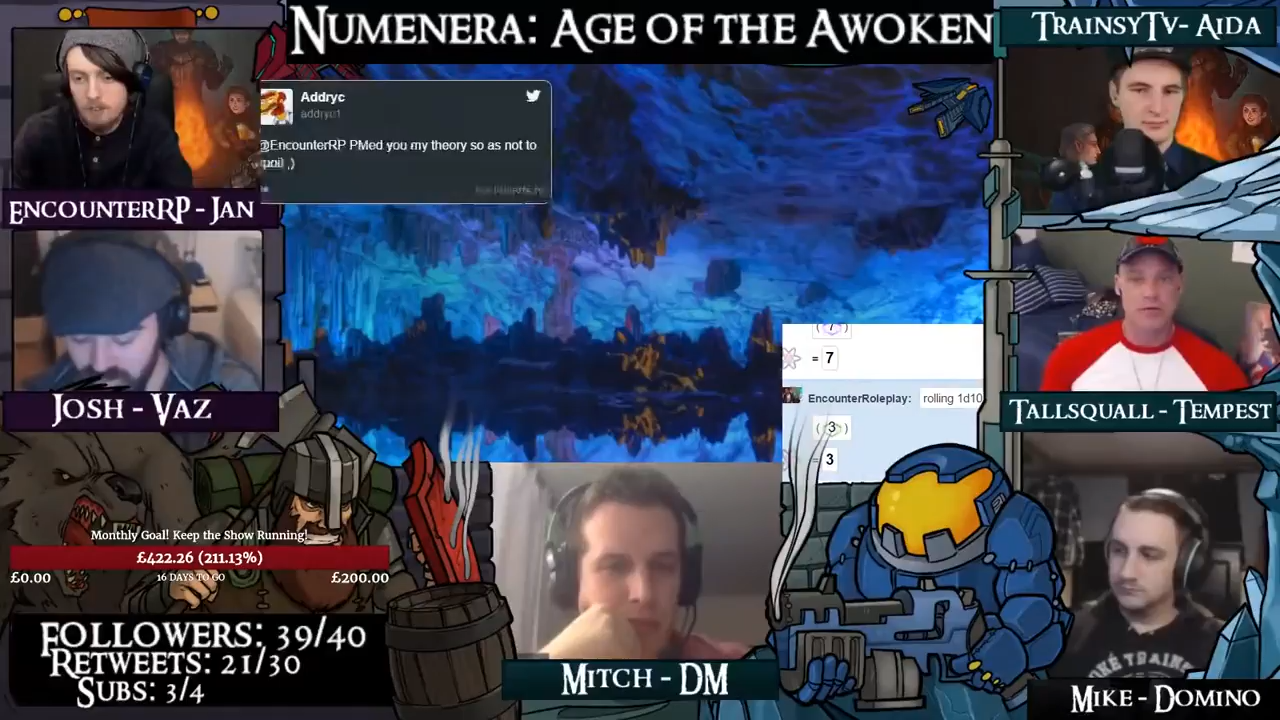 NUMENERA: AGE OF THE AWOKEN
TRAINSYTV- AIDA
Addryc
addryc1
@EncounterRP PMed you my theory so as not to
spoil ;)
ENCOUNTERRP - JAN
7
= 7
EncounterRoleplay: rolling 1d10
(3)
= 3
JOSH - VAZ
TALLSQUALL - TEMPEST
Monthly Goal! Keep the Show Running!
£422.26 (211.13%)
£0.00 16 DAYS TO GO £200.00
FOLLOWERS: 39/40
RETWEETS: 21/30
SUBS: 3/4
MITCH - DM
MIKE - DOMINO